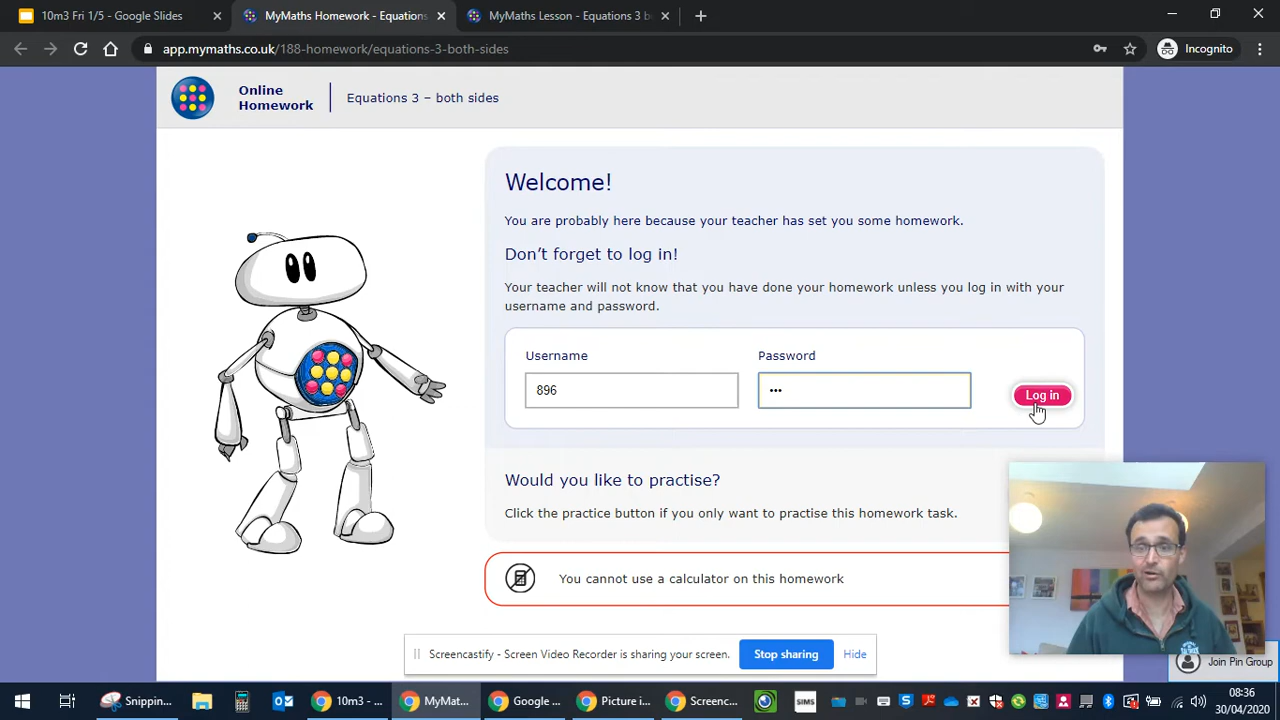 10m3 Fri 1/5 - Google Slides
MyMaths Homework - Equations
MyMaths Lesson - Equations 3 b
app.mymaths.co.uk/188-homework/equations-3-both-sides
Incognito
Online
Homework
Equations 3 – both sides
Welcome!
You are probably here because your teacher has set you some homework.
Don't forget to log in!
Your teacher will not know that you have done your homework unless you log in with your
username and password.
Username
Password
896
•••
Log in
Would you like to practise?
Click the practice button if you only want to practise this homework task.
You cannot use a calculator on this homework
Screencastify - Screen Video Recorder is sharing your screen.
Stop sharing
Hide
Join Pin Group
Snippin...
10m3 - ...
MyMat...
Google ...
Picture i...
Screenc...
SIMS
08:36
30/04/2020